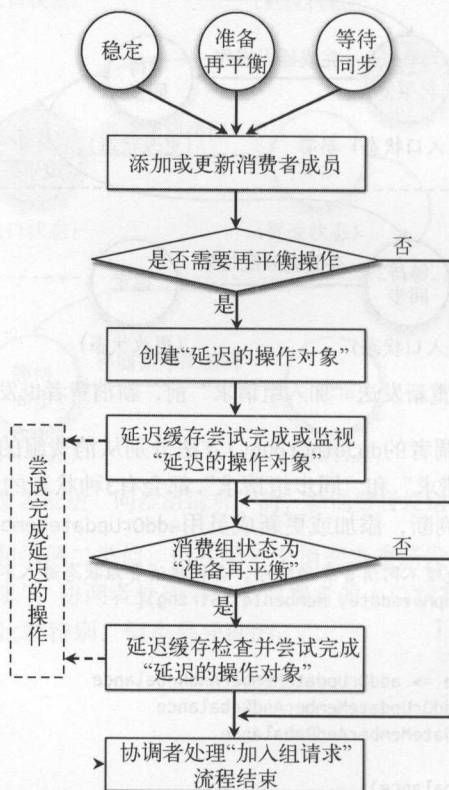 稳定
准备
再平衡
等待
同步
添加或更新消费者成员
是否需要再平衡操作
否
是
创建“延迟的操作对象”
延迟缓存尝试完成或监视
“延迟的操作对象”
尝试完成延迟的操作
消费组状态为
“准备再平衡”
否
是
延迟缓存检查并尝试完成
“延迟的操作对象”
协调者处理“加入组请求”
流程结束